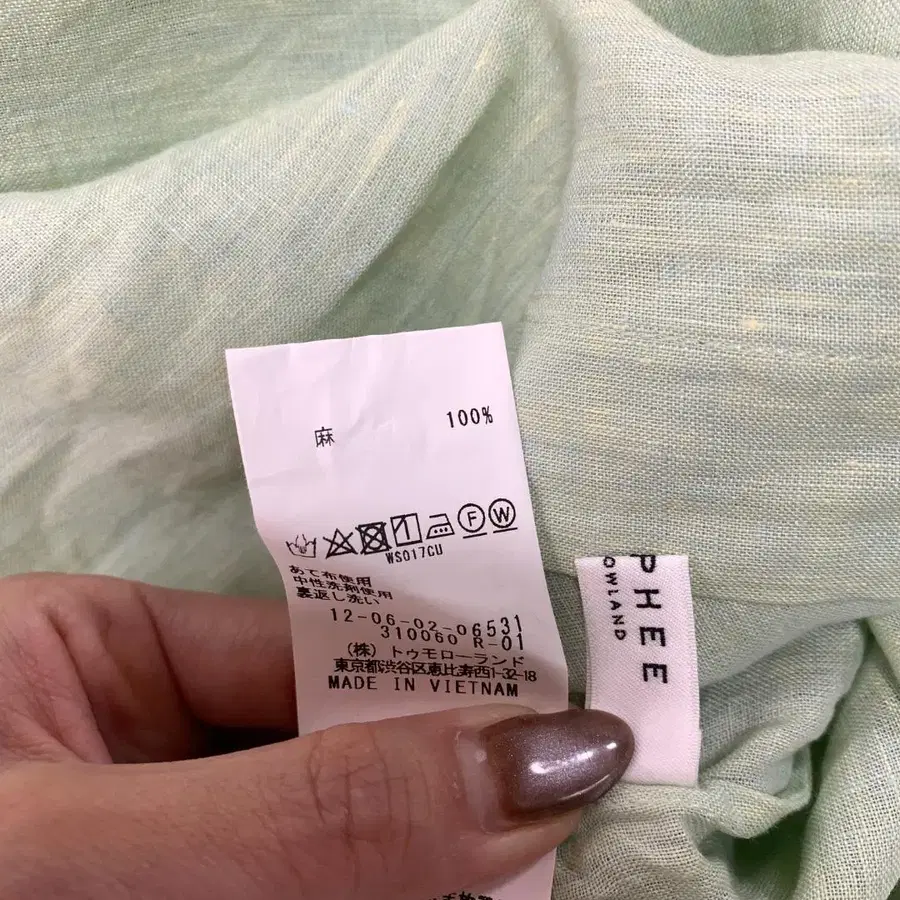 麻 100%
F W
WS017CU
あて布使用
中性洗剤使用
裏返し洗い
12-06-02-06531
310060 R-01
(株) トゥモローランド
東京都渋谷区恵比寿西1-32-18
MADE IN VIETNAM
PHEE
OWLAND